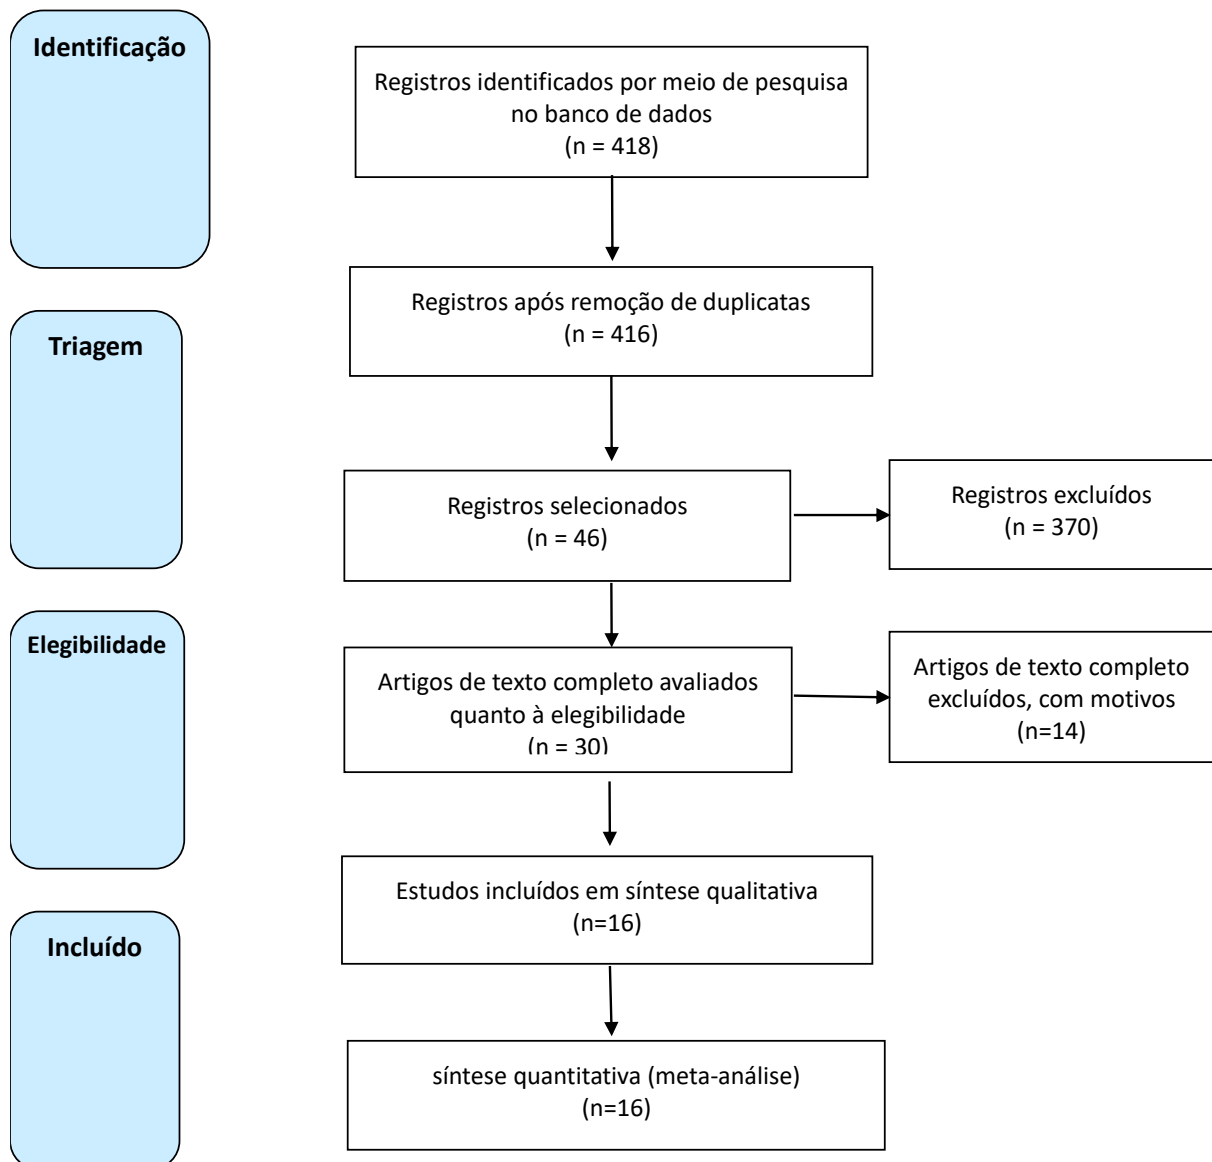 Identificação
Registros identificados por meio de pesquisa
no banco de dados
(n = 418)
Registros após remoção de duplicatas
(n = 416)
Triagem
Registros selecionados
(n = 46)
Registros excluídos
(n = 370)
Elegibilidade
Artigos de texto completo avaliados
quanto à elegibilidade
(n = 30)
Artigos de texto completo
excluídos, com motivos
(n=14)
Estudos incluídos em síntese qualitativa
(n=16)
Incluído
síntese quantitativa (meta-análise)
(n=16)